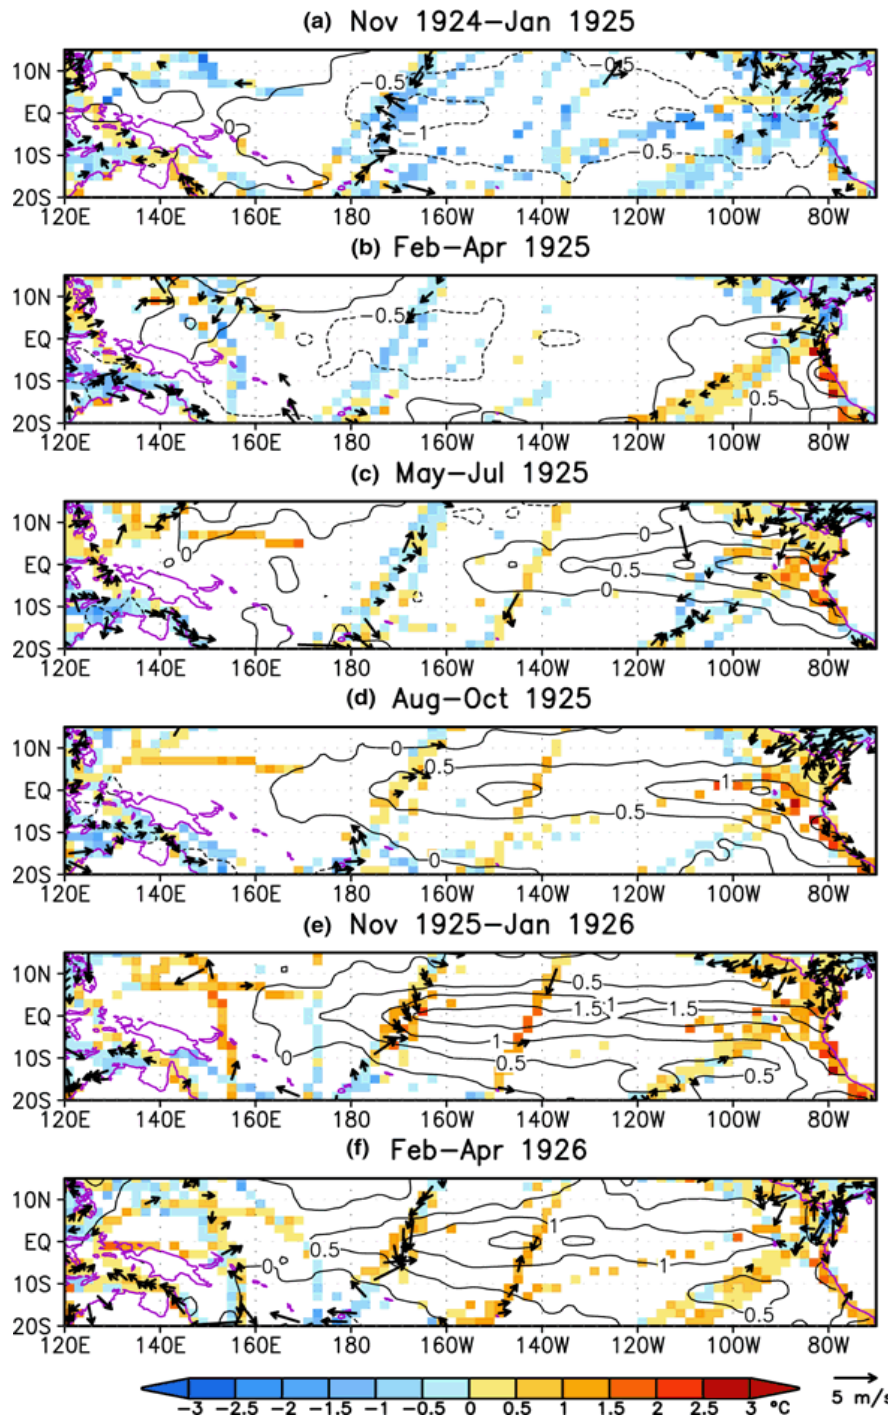 (a) Nov 1924–Jan 1925
10N
EQ
10S
20S
−0.5
−0.5
0
−1
−0.5
120E 140E 160E 180 160W 140W 120W 100W 80W
(b) Feb–Apr 1925
10N
EQ
10S
20S
−0.5
0.5
120E 140E 160E 180 160W 140W 120W 100W 80W
(c) May–Jul 1925
10N
EQ
10S
20S
0
0
0.5
0
120E 140E 160E 180 160W 140W 120W 100W 80W
(d) Aug–Oct 1925
10N
EQ
10S
20S
0
0.5
1
0.5
0
120E 140E 160E 180 160W 140W 120W 100W 80W
(e) Nov 1925–Jan 1926
10N
EQ
10S
20S
0.5
1.5
1
1.5
1
0
0.5
0.5
120E 140E 160E 180 160W 140W 120W 100W 80W
(f) Feb–Apr 1926
10N
EQ
10S
20S
1
0.5
0
1
0.5
120E 140E 160E 180 160W 140W 120W 100W 80W
−3 −2.5 −2 −1.5 −1 −0.5 0 0.5 1 1.5 2 2.5 3 °C
5 m/s